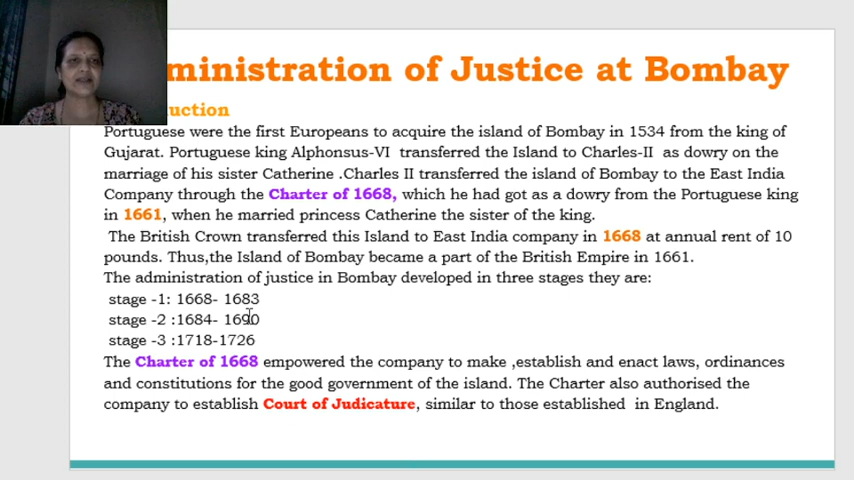 ministration of Justice at Bombay
uction
Portuguese were the first Europeans to acquire the island of Bombay in 1534 from the king of
Gujarat. Portuguese king Alphonsus-VI transferred the Island to Charles-II as dowry on the
marriage of his sister Catherine .Charles II transferred the island of Bombay to the East India
Company through the Charter of 1668, which he had got as a dowry from the Portuguese king
in 1661, when he married princess Catherine the sister of the king.
The British Crown transferred this Island to East India company in 1668 at annual rent of 10
pounds. Thus,the Island of Bombay became a part of the British Empire in 1661.
The administration of justice in Bombay developed in three stages they are:
stage -1: 1668- 1683
stage -2 :1684- 1690
stage -3 :1718-1726
The Charter of 1668 empowered the company to make ,establish and enact laws, ordinances
and constitutions for the good government of the island. The Charter also authorised the
company to establish Court of Judicature, similar to those established in England.